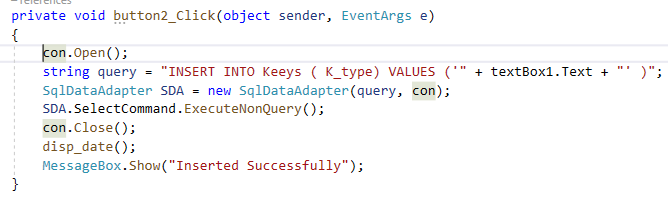 references
private void button2_Click(object sender, EventArgs e)
{
con.Open();
string query = "INSERT INTO Keeys ( K_type) VALUES ('" + textBox1.Text + "' )";
SqlDataAdapter SDA = new SqlDataAdapter(query, con);
SDA.SelectCommand.ExecuteNonQuery();
con.Close();
disp_date();
MessageBox.Show("Inserted Successfully");
}